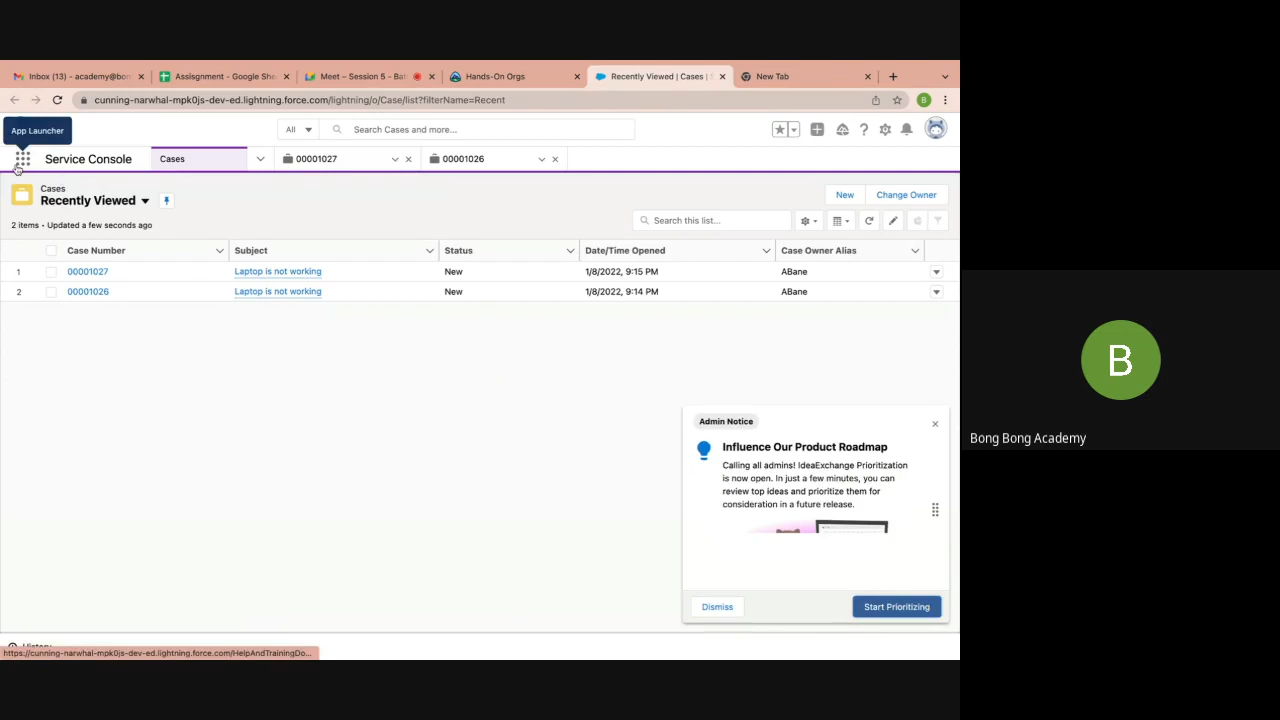 Inbox (13) - academy@bon
Assisgnment - Google She
Meet – Session 5 - Bat
Hands-On Orgs
Recently Viewed | Cases |
New Tab
cunning-narwhal-mpk0js-dev-ed.lightning.force.com/lightning/o/Case/list?filterName=Recent
B
App Launcher
All
Search Cases and more...
Service Console
Cases
00001027
00001026
Cases
Recently Viewed
New
Change Owner
2 items • Updated a few seconds ago
Search this list...
Case Number
Subject
Status
Date/Time Opened
Case Owner Alias
1 00001027 Laptop is not working New 1/8/2022, 9:15 PM ABane
2 00001026 Laptop is not working New 1/8/2022, 9:14 PM ABane
Admin Notice
Influence Our Product Roadmap
Calling all admins! IdeaExchange Prioritization
is now open. In just a few minutes, you can
review top ideas and prioritize them for
consideration in a future release.
Dismiss
Start Prioritizing
History
https://cunning-narwhal-mpk0js-dev-ed.lightning.force.com/HelpAndTrainingDo...
B
Bong Bong Academy